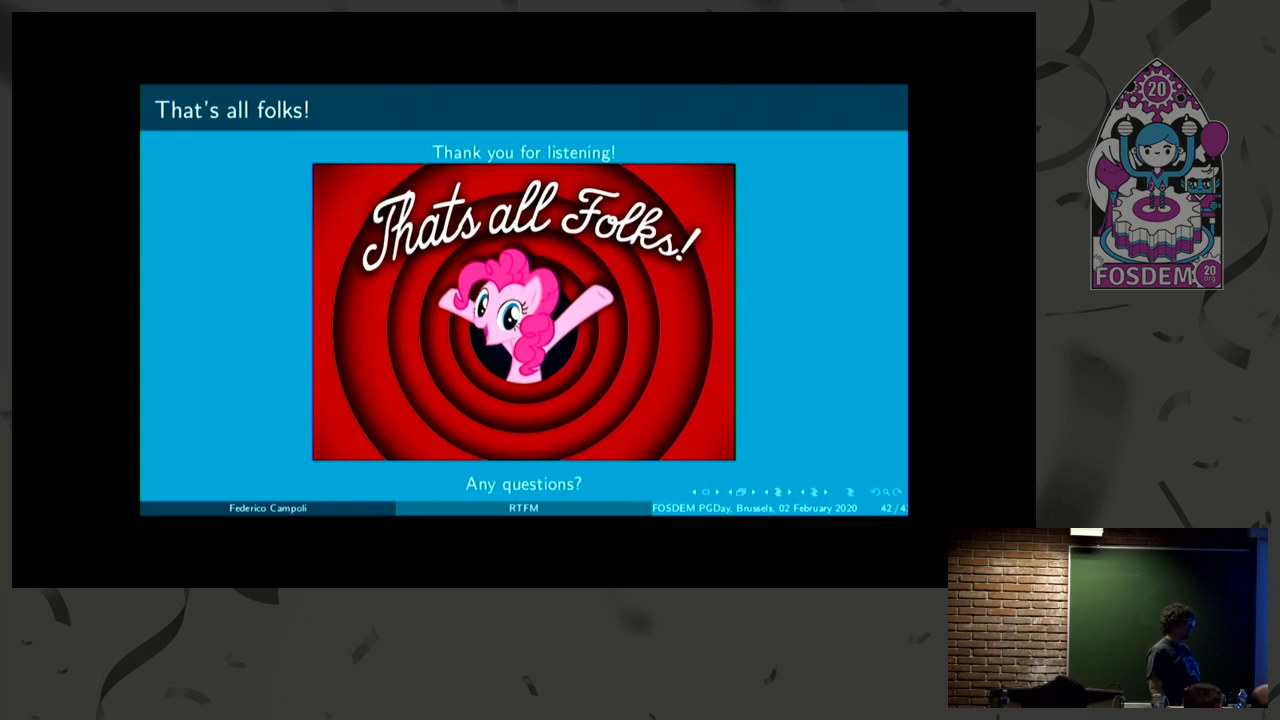 That's all folks!
Thank you for listening!
Thats all Folks!
Any questions?
Federico Campoli
RTFM
FOSDEM PGDay, Brussels, 02 February 2020
42 / 4
20
FOSDEM
20
org